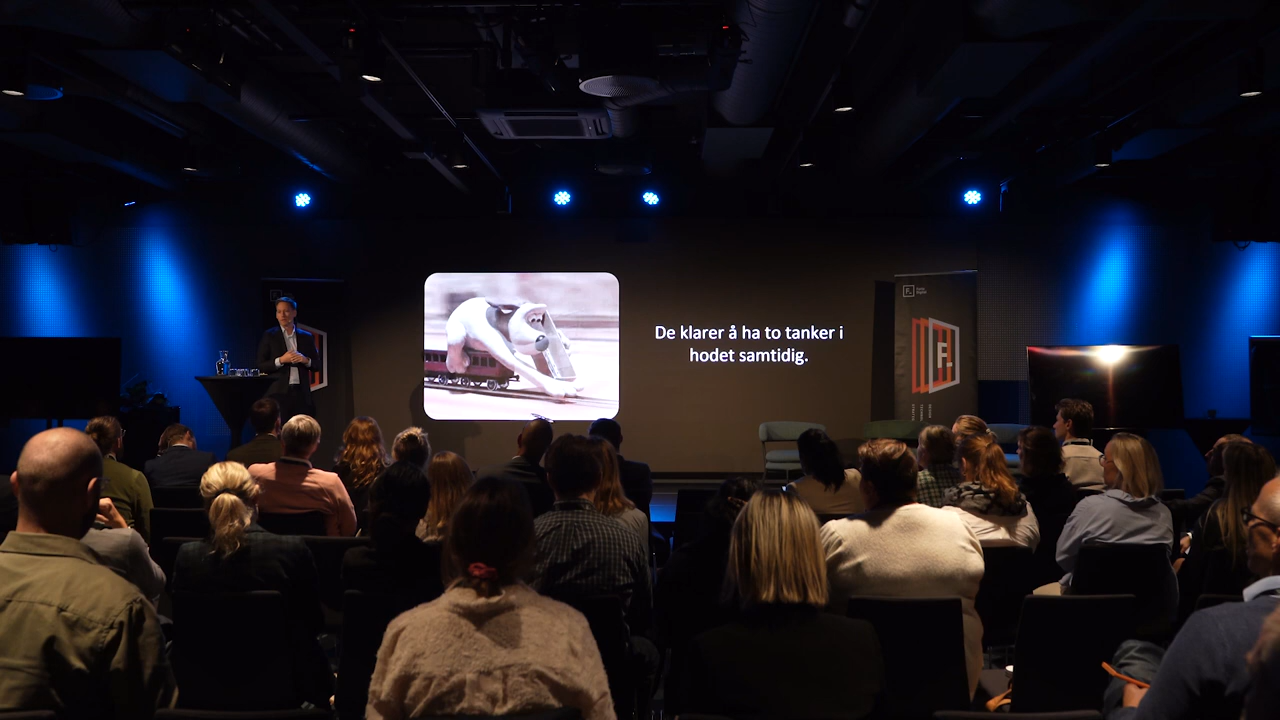 De klarer å ha to tanker i
hodet samtidig.
F.
F.